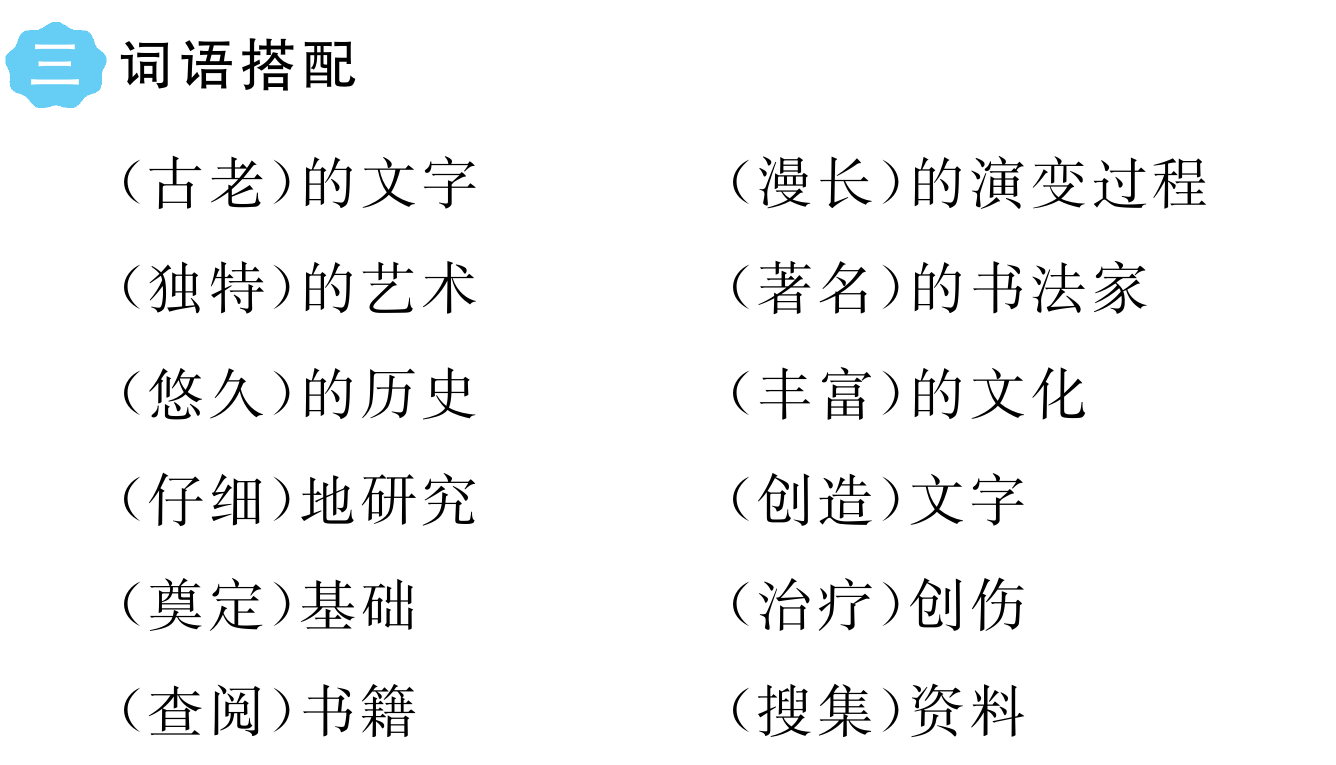 三 词语搭配
（古老）的文字 （漫长）的演变过程
（独特）的艺术 （著名）的书法家
（悠久）的历史 （丰富）的文化
（仔细）地研究 （创造）文字
（奠定）基础 （治疗）创伤
（查阅）书籍 （搜集）资料